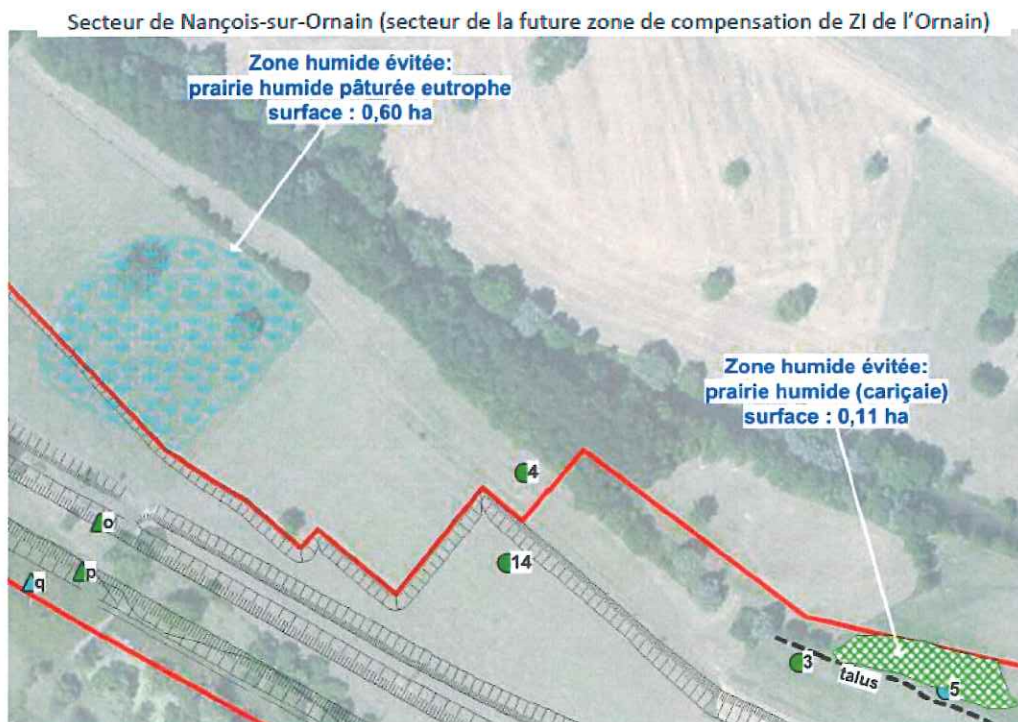 Secteur de Nançois-sur-Ornain (secteur de la future zone de compensation de ZI de l'Ornain)
Zone humide évitée:
prairie humide pâturée eutrophe
surface : 0,60 ha
Zone humide évitée:
prairie humide (cariçaie)
surface : 0,11 ha
4
o
14
p
q
3
talus
5